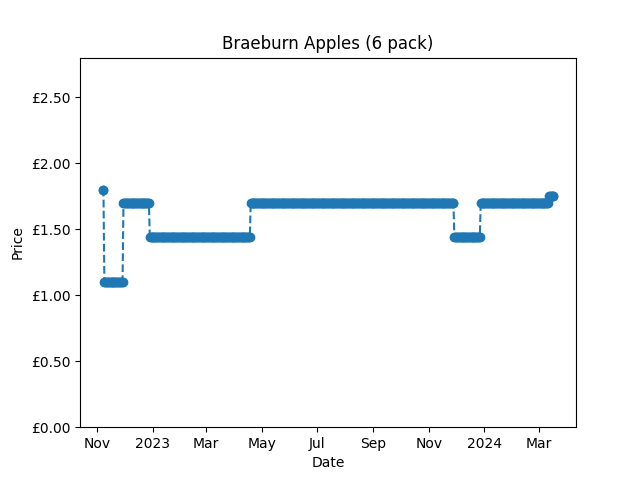 Braeburn Apples (6 pack)
Price
£2.50
£2.00
£1.50
£1.00
£0.50
£0.00
Nov 2023 Mar May Jul Sep Nov 2024 Mar
Date